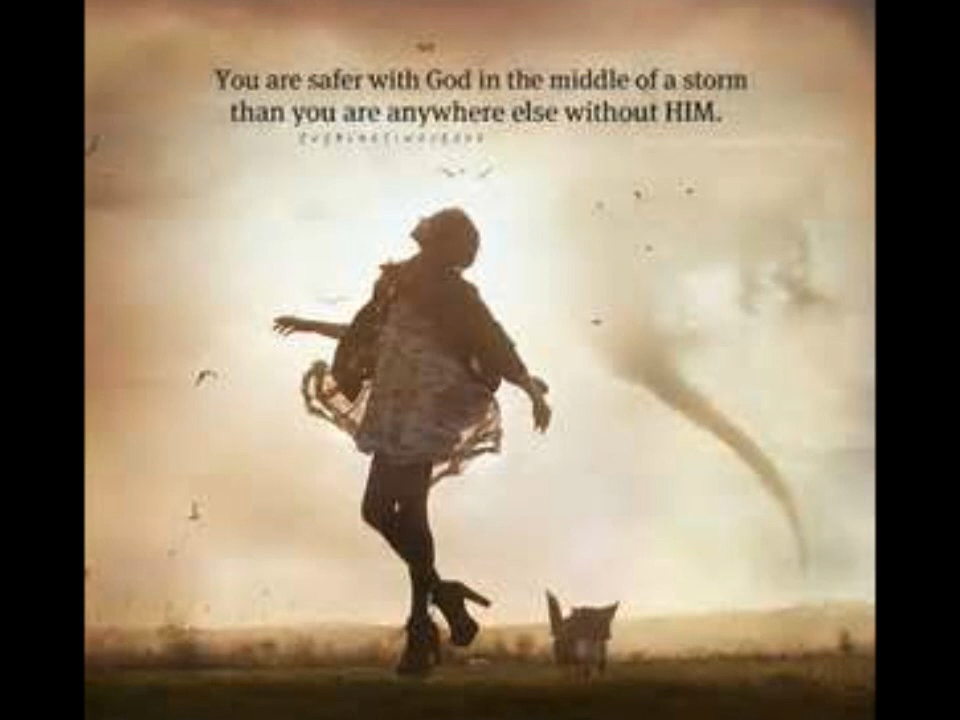 You are safer with God in the middle of a storm
than you are anywhere else without HIM.